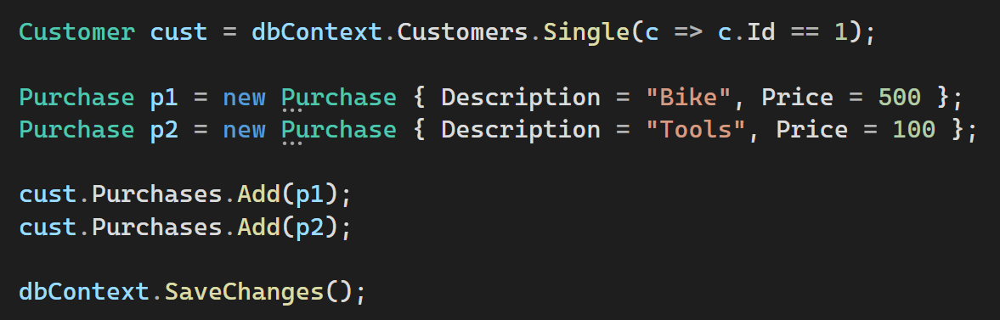 Customer cust = dbContext.Customers.Single(c => c.Id == 1);
Purchase p1 = new Purchase { Description = "Bike", Price = 500 };
Purchase p2 = new Purchase { Description = "Tools", Price = 100 };
cust.Purchases.Add(p1);
cust.Purchases.Add(p2);
dbContext.SaveChanges();